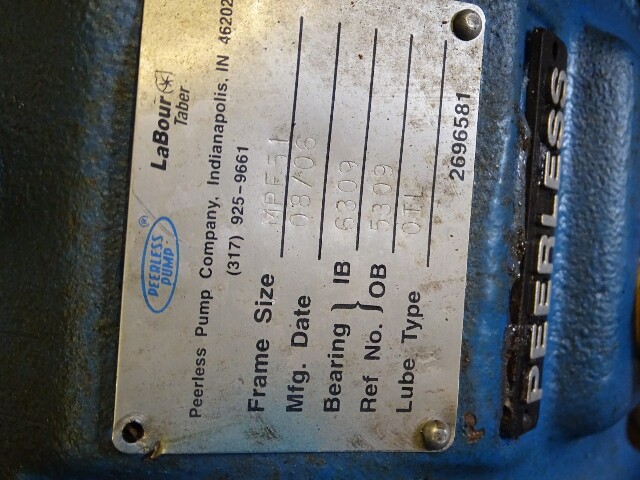 PEERLESS PUMP ®
LaBour
Taber
Peerless Pump Company, Indianapolis, IN 46202
(317) 925-9661
Frame Size MPF51
Mfg. Date 08/06
Bearing } IB 6309
Ref No. } OB 5309
Lube Type OIL
2696581
PEERLESS